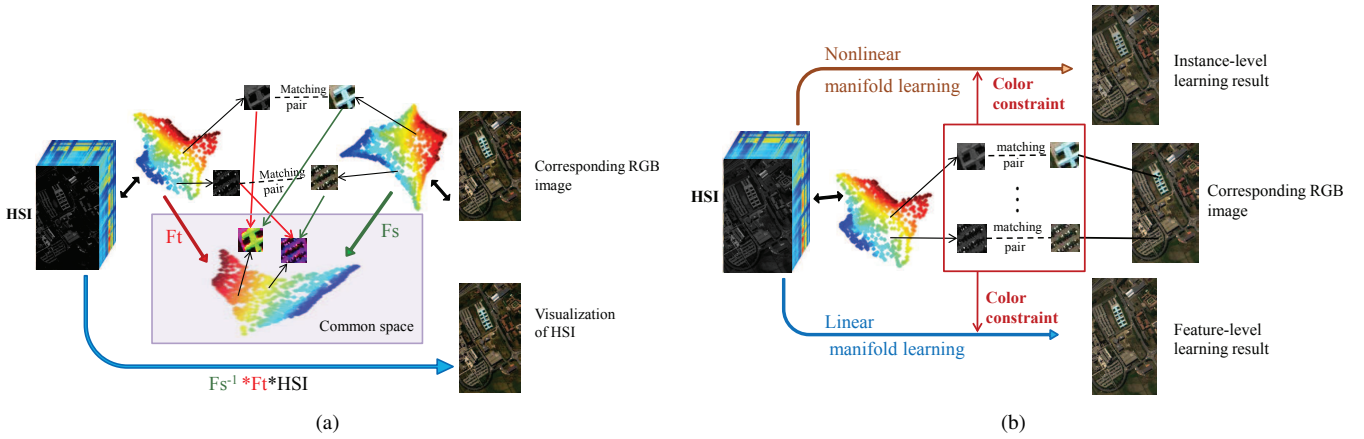 Matching
pair
HSI
Matching
pair
Corresponding RGB
image
Ft
Fs
Common space
Visualization
of HSI
Fs⁻¹ *Ft*HSI
(a)
Nonlinear
manifold learning
Color
constraint
Instance-level
learning result
matching
pair
HSI
Corresponding RGB
image
matching
pair
Color
constraint
Linear
manifold learning
Feature-level
learning result
(b)